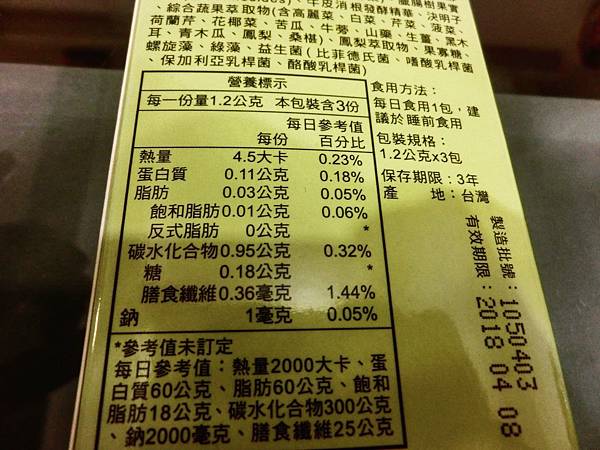 、牛皮消根發酵精華、決明子
、綜合蔬果萃取物(含高麗菜、白菜、芹菜、菠菜、
荷蘭芹、花椰菜、苦瓜、牛蒡、山藥、生薑、黑木
耳、青木瓜、鳳梨、桑椹)、鳳梨萃取物、果寡糖、
螺旋藻、綠藻、益生菌(比菲德氏菌、嗜酸乳桿菌
、保加利亞乳桿菌、酪酸乳桿菌)
營養標示
每一份量1.2公克 本包裝含3份
每日參考值
每份 百分比
熱量 4.5大卡 0.23%
蛋白質 0.11公克 0.18%
脂肪 0.03公克 0.05%
飽和脂肪0.01公克 0.06%
反式脂肪 0公克 *
碳水化合物0.95公克 0.32%
糖 0.18公克 *
膳食纖維0.36毫克 1.44%
鈉 1毫克 0.05%
*參考值未訂定
每日參考值：熱量2000大卡、蛋
白質60公克、脂肪60公克、飽和
脂肪18公克、碳水化合物300公克
、鈉2000毫克、膳食纖維25公克
食用方法：
每日食用1包，建
議於睡前食用
包裝規格：
1.2公克x3包
保存期限：3年
產 地：台灣
製造批號：1050403
有效期限：2018 04 08